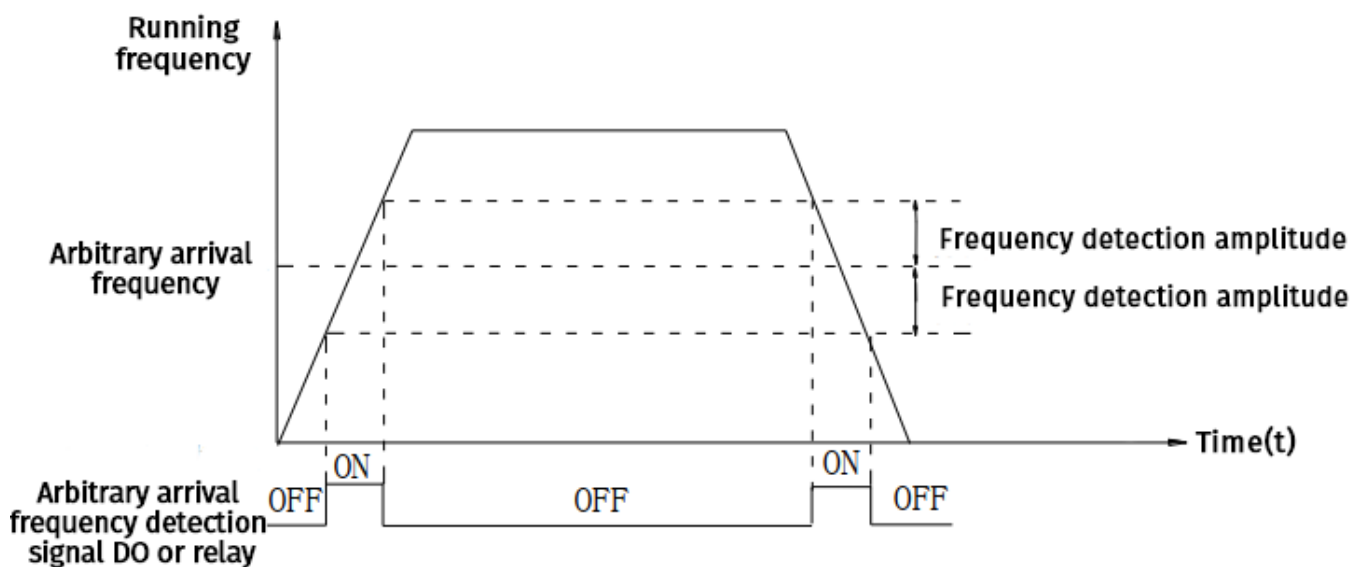 Running
frequency
Arbitrary arrival
frequency
Frequency detection amplitude
Frequency detection amplitude
Time(t)
ON
ON
OFF
OFF
OFF
Arbitrary arrival
frequency detection
signal DO or relay